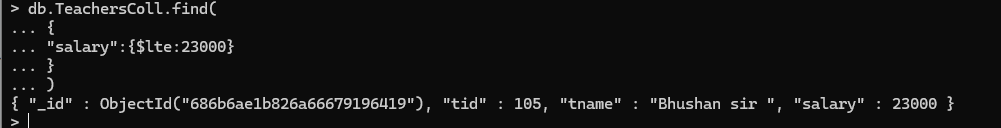 > db.TeachersColl.find(
... {
... "salary":{$lte:23000}
... }
... )
{ "_id" : ObjectId("686b6ae1b826a66679196419"), "tid" : 105, "tname" : "Bhushan sir ", "salary" : 23000 }
>